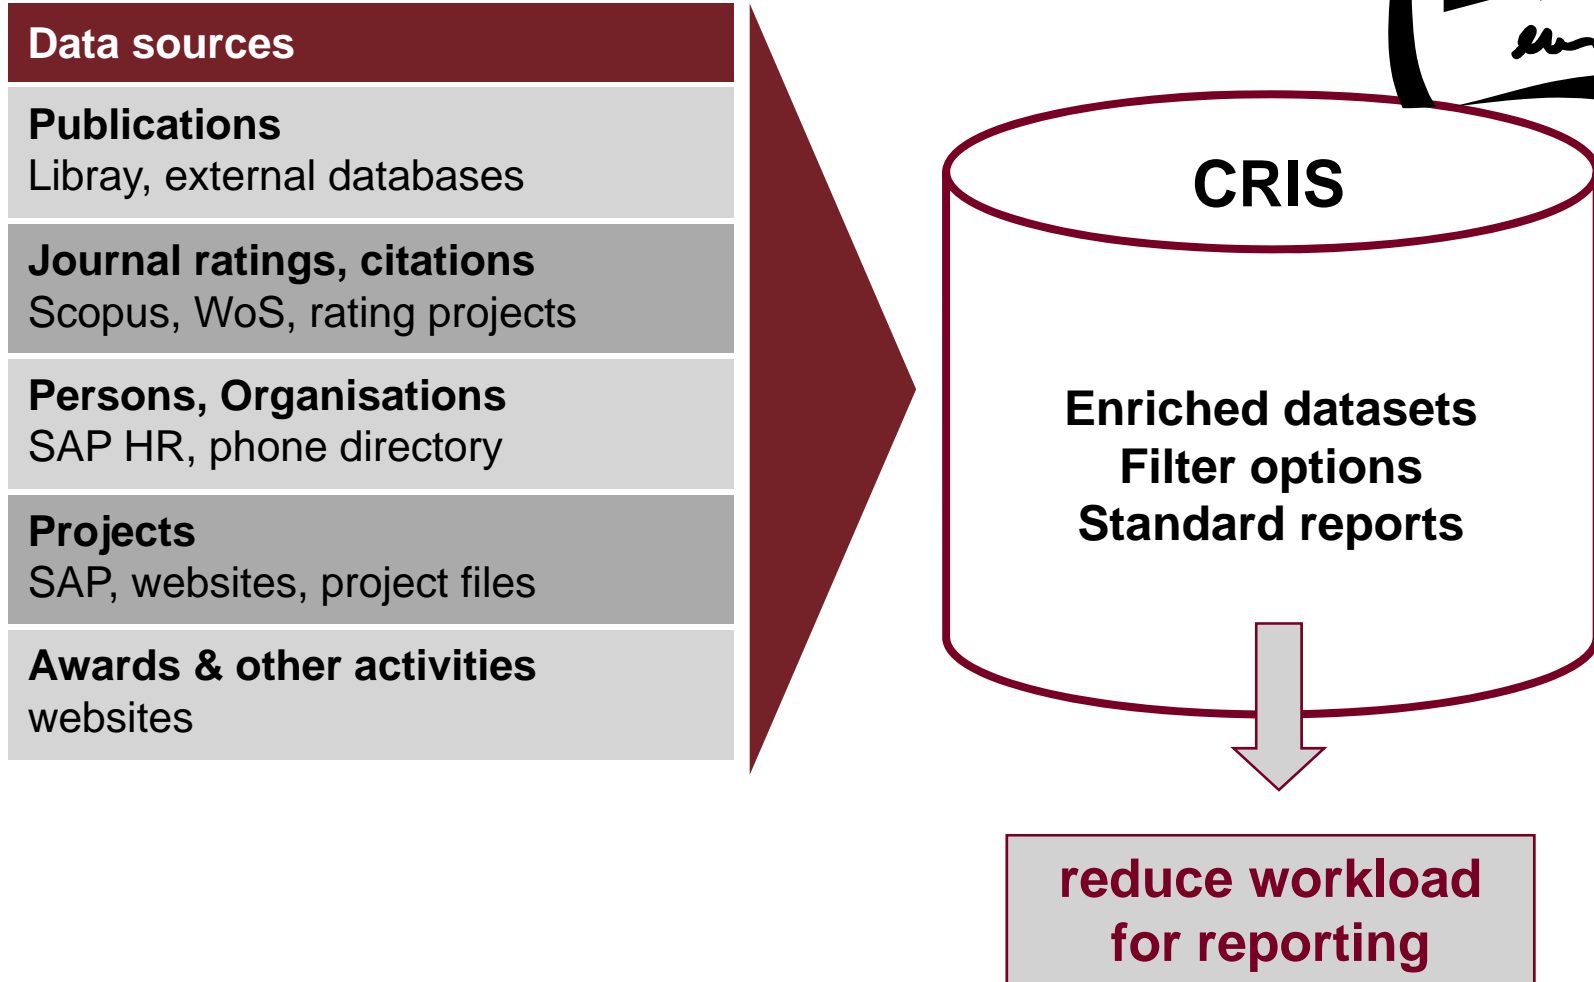 Data sources
Publications
Libray, external databases
Journal ratings, citations
Scopus, WoS, rating projects
Persons, Organisations
SAP HR, phone directory
Projects
SAP, websites, project files
Awards & other activities
websites
CRIS
Enriched datasets
Filter options
Standard reports
reduce workload
for reporting